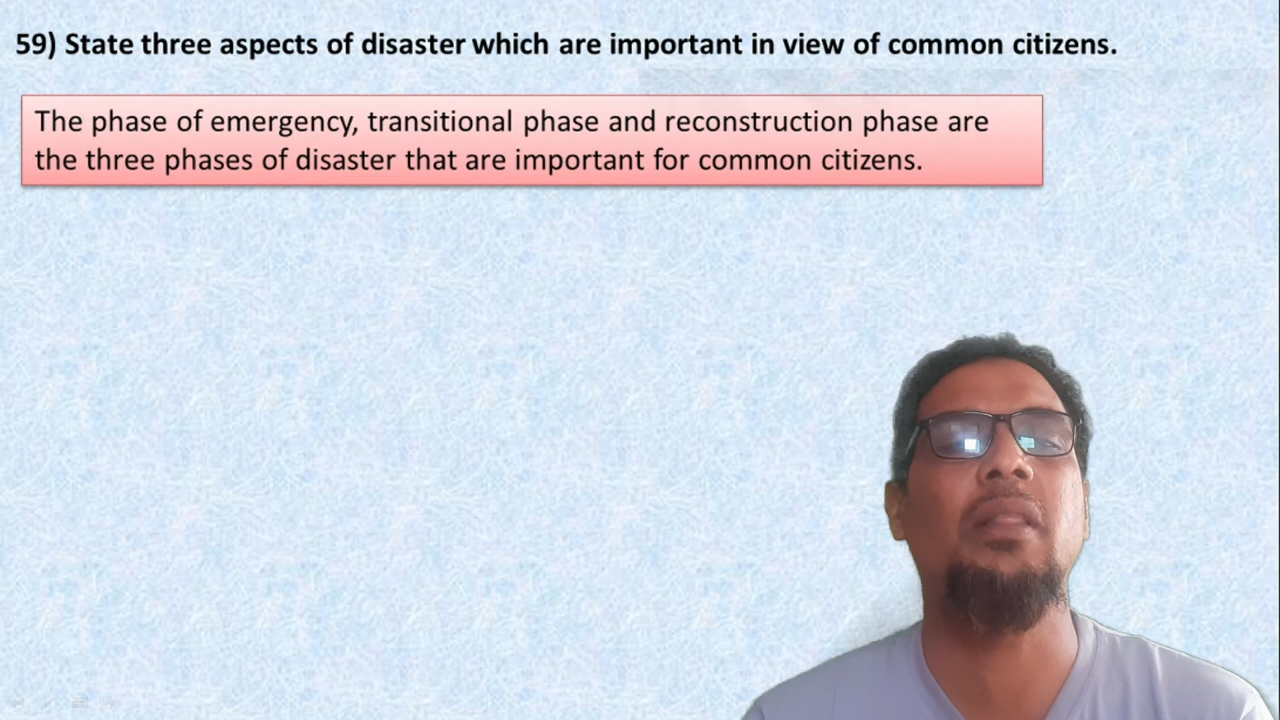 59) State three aspects of disaster which are important in view of common citizens.
The phase of emergency, transitional phase and reconstruction phase are
the three phases of disaster that are important for common citizens.